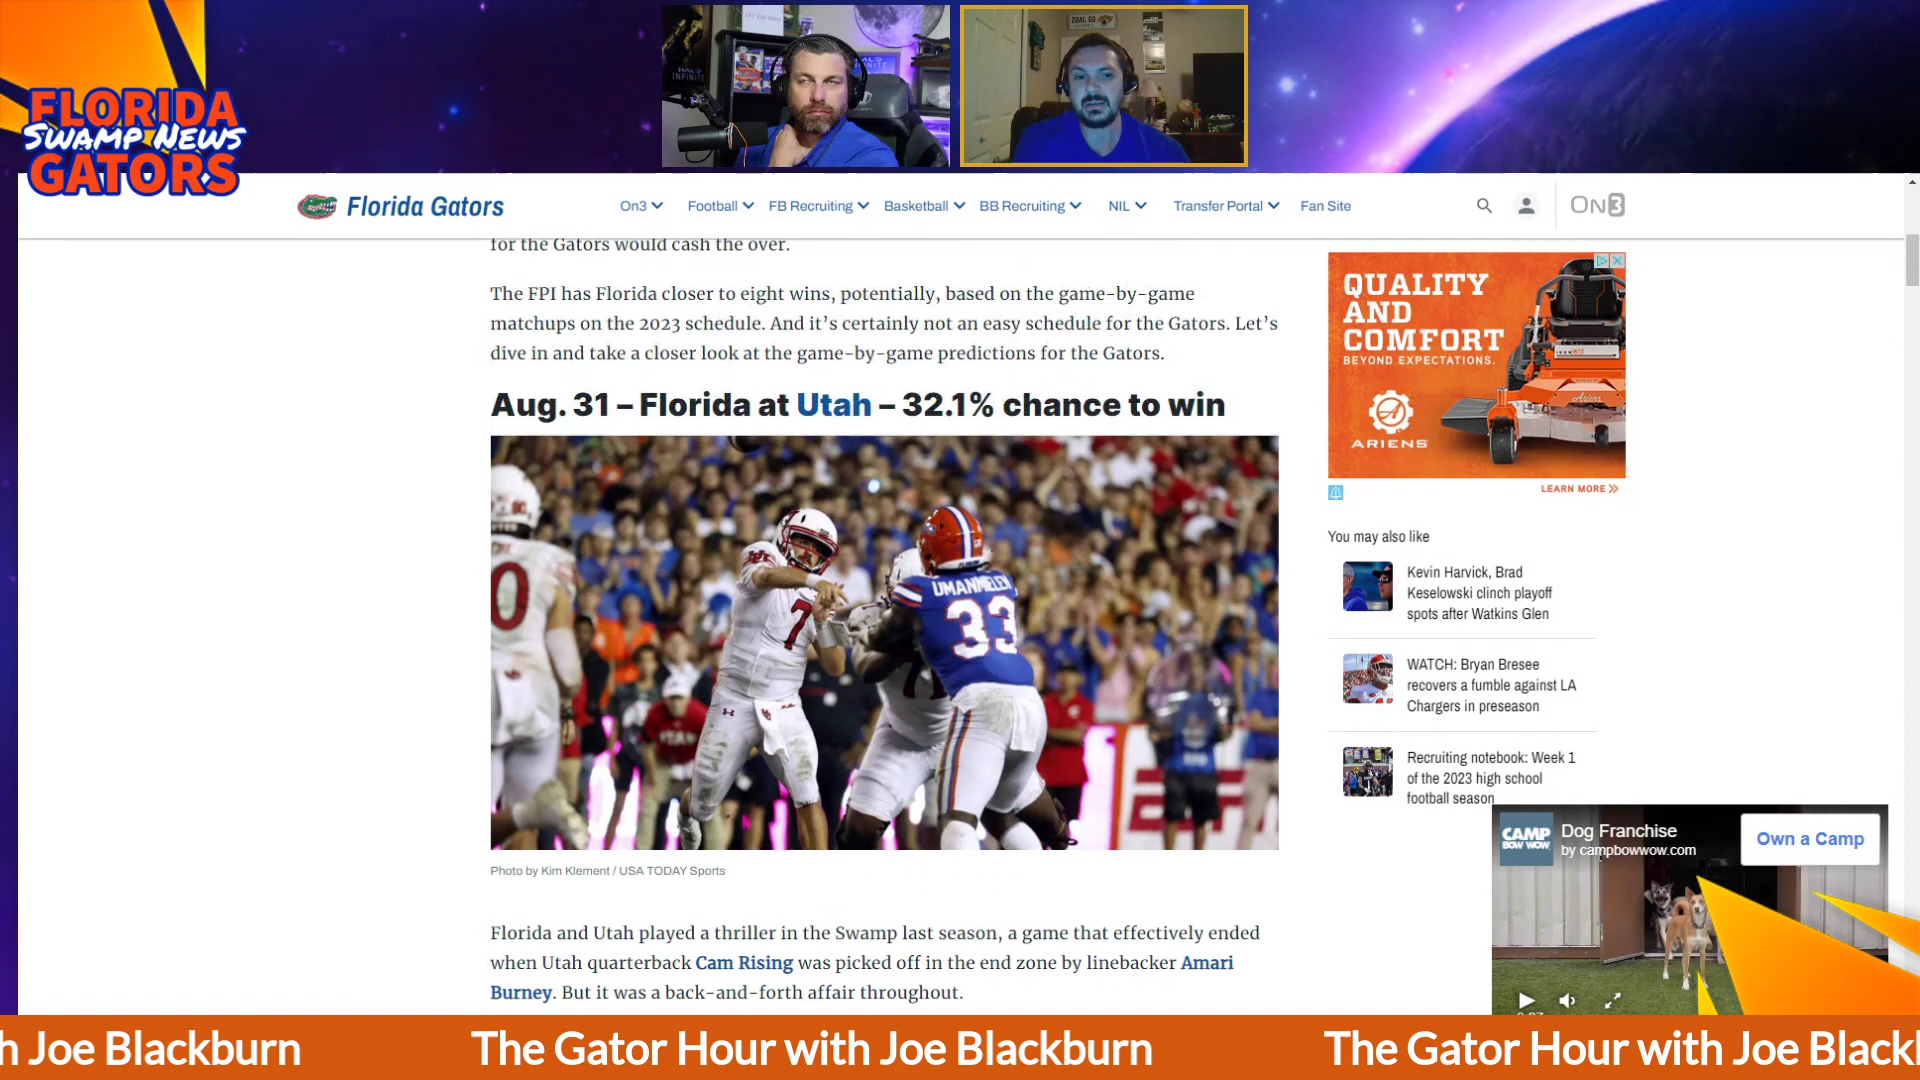 FLORIDA
SWAMP NEWS
GATORS
HALO
INFINITE
Florida Gators
On3
Football
FB Recruiting
Basketball
BB Recruiting
NIL
Transfer Portal
Fan Site
ON3
for the Gators would cash the over.
The FPI has Florida closer to eight wins, potentially, based on the game-by-game
matchups on the 2023 schedule. And it’s certainly not an easy schedule for the Gators. Let’s
dive in and take a closer look at the game-by-game predictions for the Gators.
Aug. 31 – Florida at Utah – 32.1% chance to win
UMANMIELEN
33
7
0
Photo by Kim Klement / USA TODAY Sports
Florida and Utah played a thriller in the Swamp last season, a game that effectively ended
when Utah quarterback Cam Rising was picked off in the end zone by linebacker Amari
Burney. But it was a back-and-forth affair throughout.
QUALITY
AND
COMFORT
BEYOND EXPECTATIONS.
ARIENS
LEARN MORE
You may also like
Kevin Harvick, Brad
Keselowski clinch playoff
spots after Watkins Glen
WATCH: Bryan Bresee
recovers a fumble against LA
Chargers in preseason
Recruiting notebook: Week 1
of the 2023 high school
football season
CAMP
BOW WOW
Dog Franchise
by campbowwow.com
Own a Camp
h Joe Blackburn
The Gator Hour with Joe Blackburn
The Gator Hour with Joe Blackl